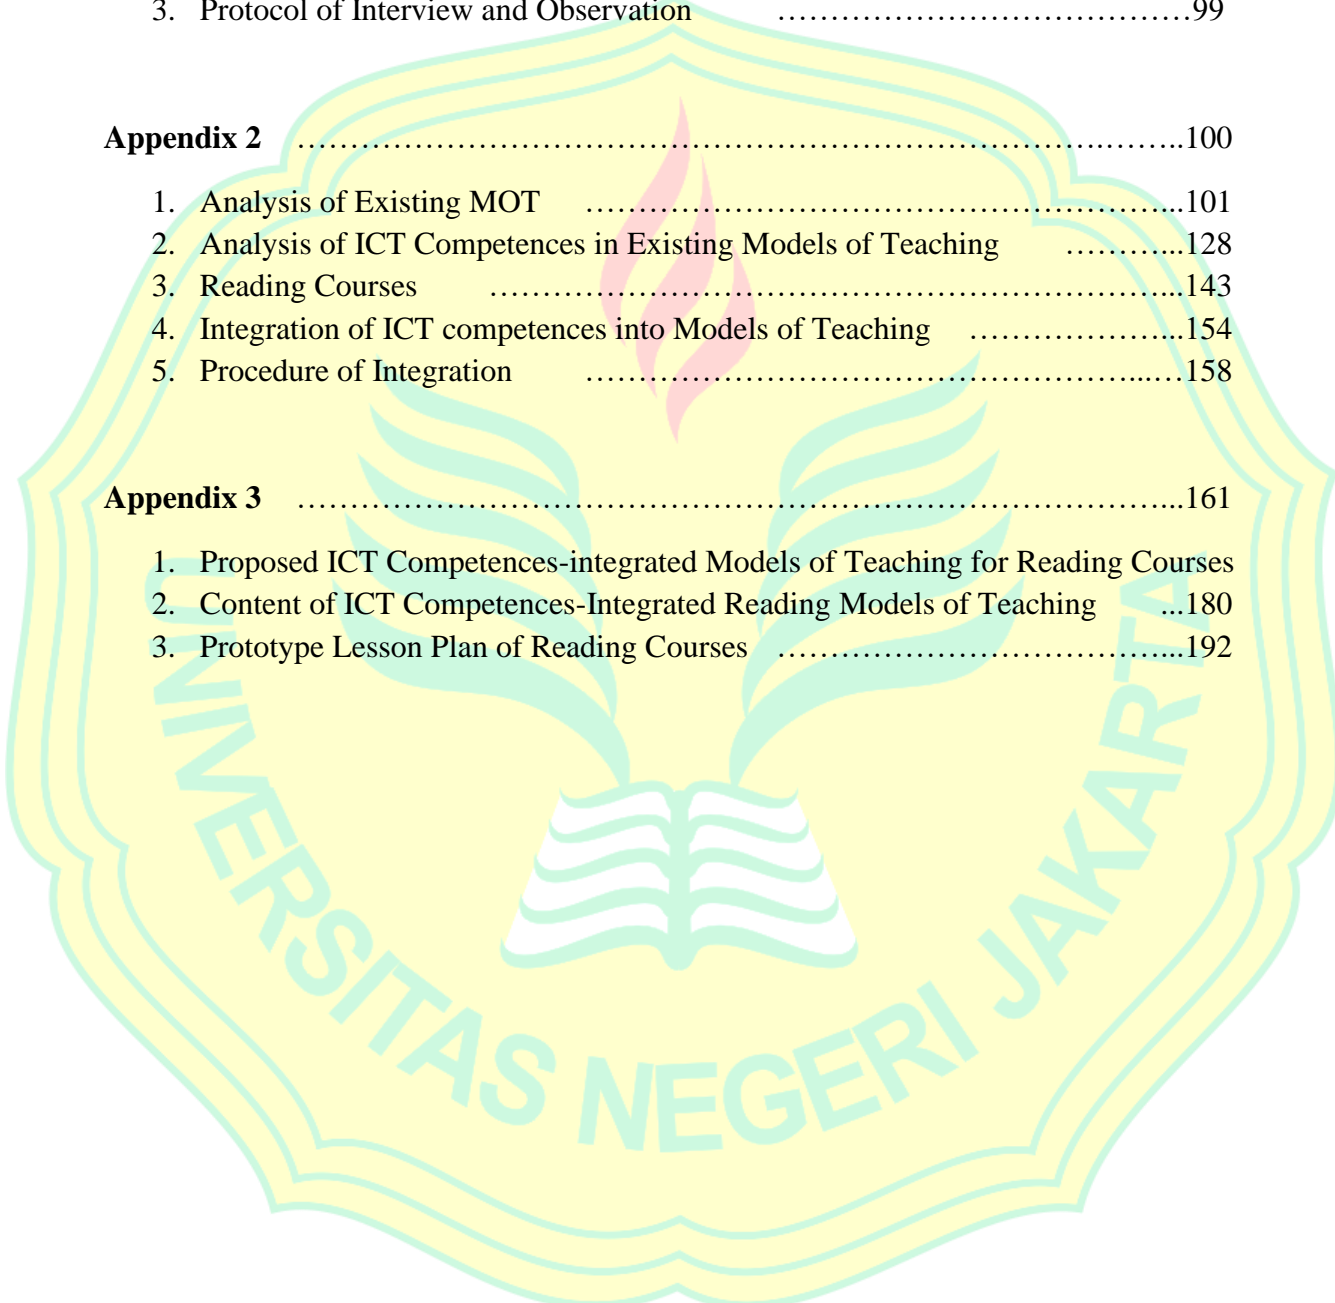 3. Protocol of Interview and Observation …………………………………99
Appendix 2 …………………………………………………………………….……..100
1. Analysis of Existing MOT …………………………………………………...101
2. Analysis of ICT Competences in Existing Models of Teaching ………...128
3. Reading Courses …………………………………………………………...143
4. Integration of ICT competences into Models of Teaching ………………...154
5. Procedure of Integration ……………………………………………...…158
Appendix 3 …………………………………………………………………………...161
1. Proposed ICT Competences-integrated Models of Teaching for Reading Courses
2. Content of ICT Competences-Integrated Reading Models of Teaching ...180
3. Prototype Lesson Plan of Reading Courses ……………………………....192
UNIVERSITAS NEGERI JAKARTA